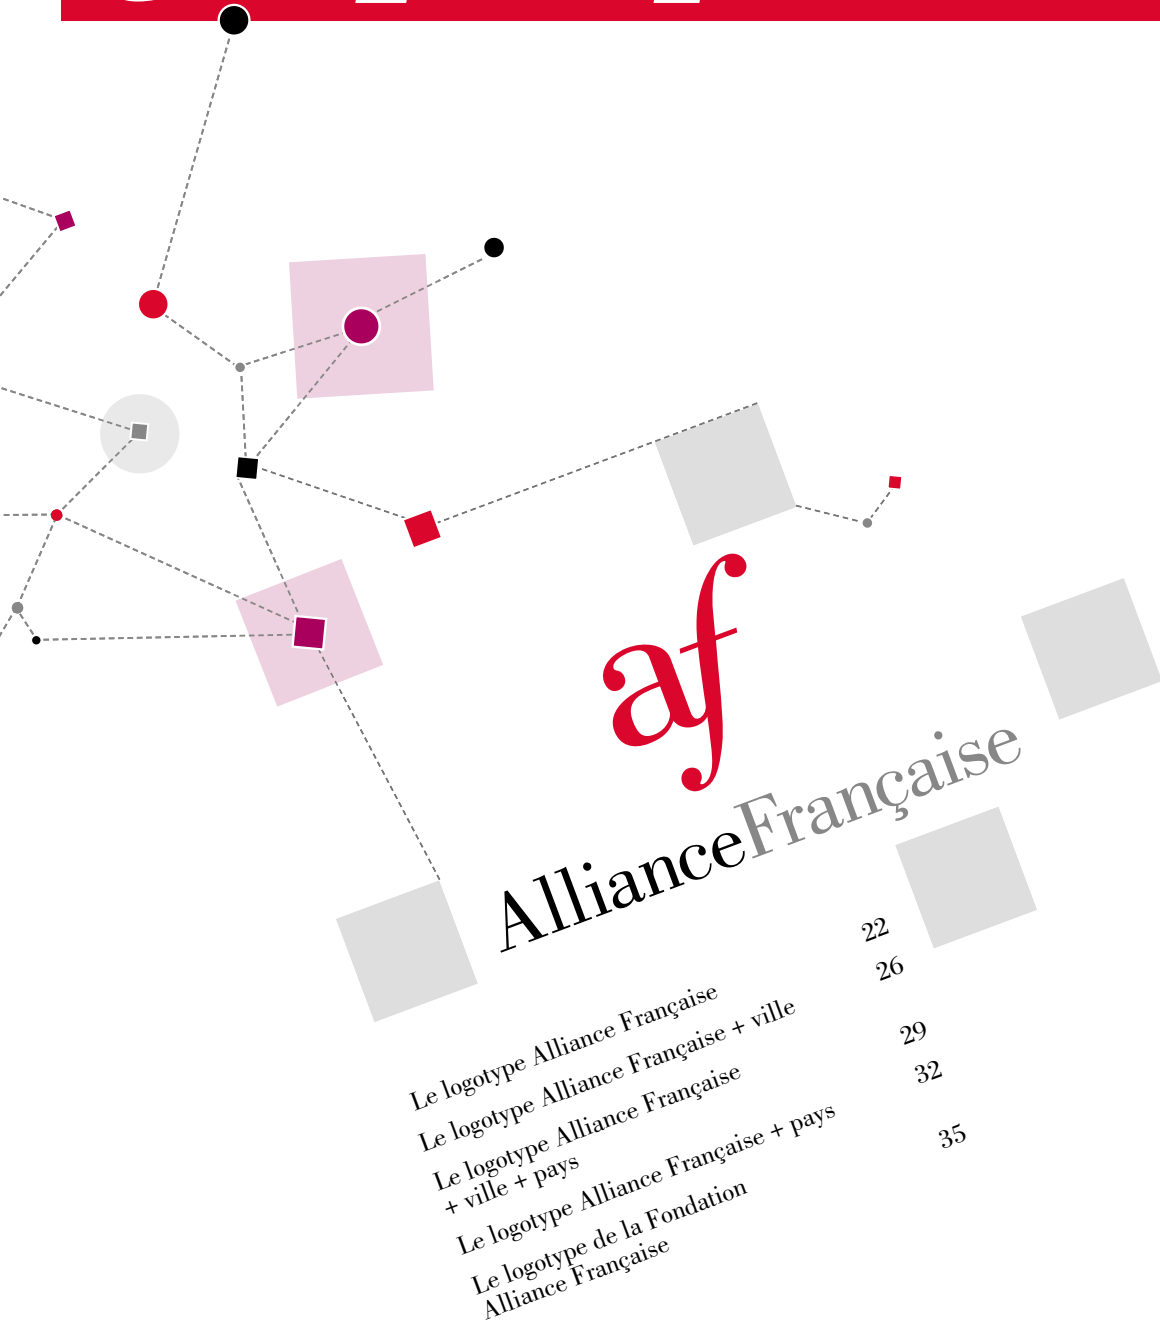 af
AllianceFrançaise
Le logotype Alliance Française 22
Le logotype Alliance Française + ville 26
Le logotype Alliance Française
+ ville + pays 29
Le logotype Alliance Française + pays 32
Le logotype de la Fondation
Alliance Française 35